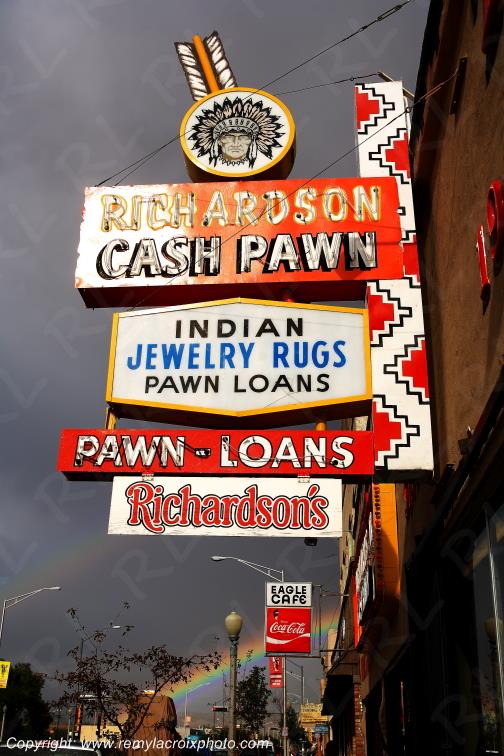 RICHARDSON
CASH PAWN
INDIAN
JEWELRY RUGS
PAWN LOANS
PAWN - LOANS
Richardson's
EAGLE
CAFE
Coca-Cola
Copyright: www.remylacroixphoto.com